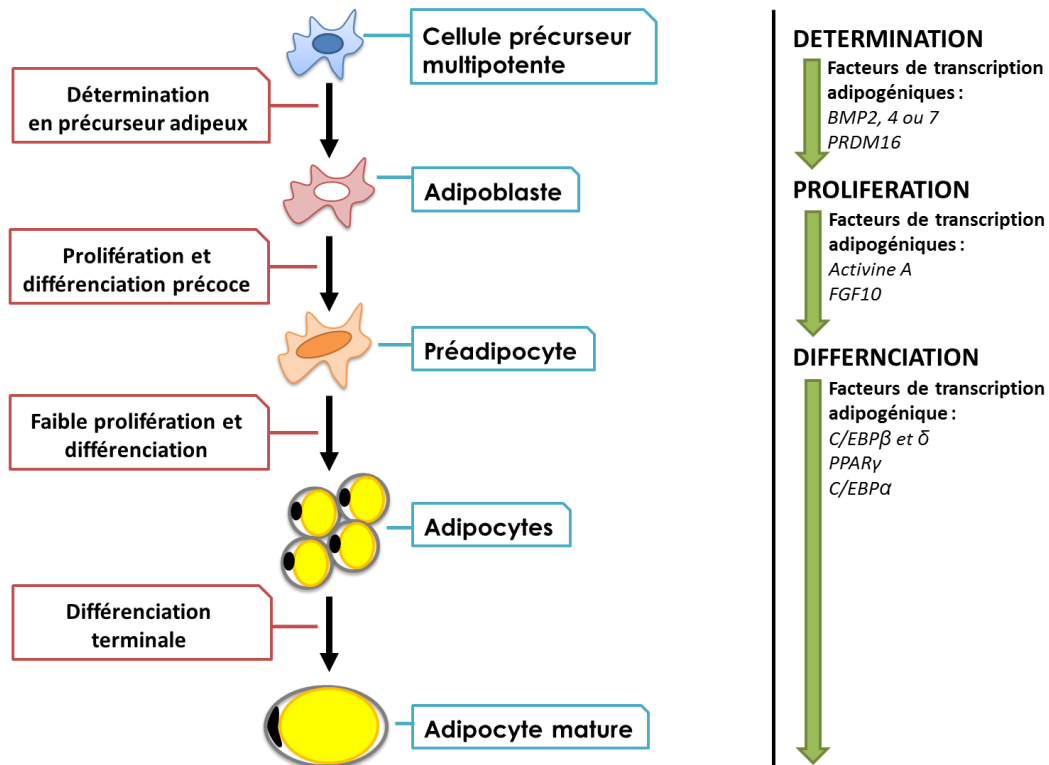 Cellule précurseur
multipotente
Détermination
en précurseur adipeux
Adipoblaste
Prolifération et
différenciation précoce
Préadipocyte
Faible prolifération et
différenciation
Adipocytes
Différenciation
terminale
Adipocyte mature
DETERMINATION
Facteurs de transcription
adipogéniques :
BMP2, 4 ou 7
PRDM16
PROLIFERATION
Facteurs de transcription
adipogéniques :
Activine A
FGF10
DIFFERNCIATION
Facteurs de transcription
adipogénique :
C/EBPβ et δ
PPARγ
C/EBPα